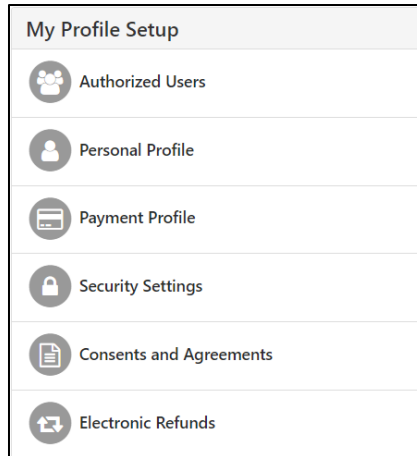 My Profile Setup
Authorized Users
Personal Profile
Payment Profile
Security Settings
Consents and Agreements
Electronic Refunds